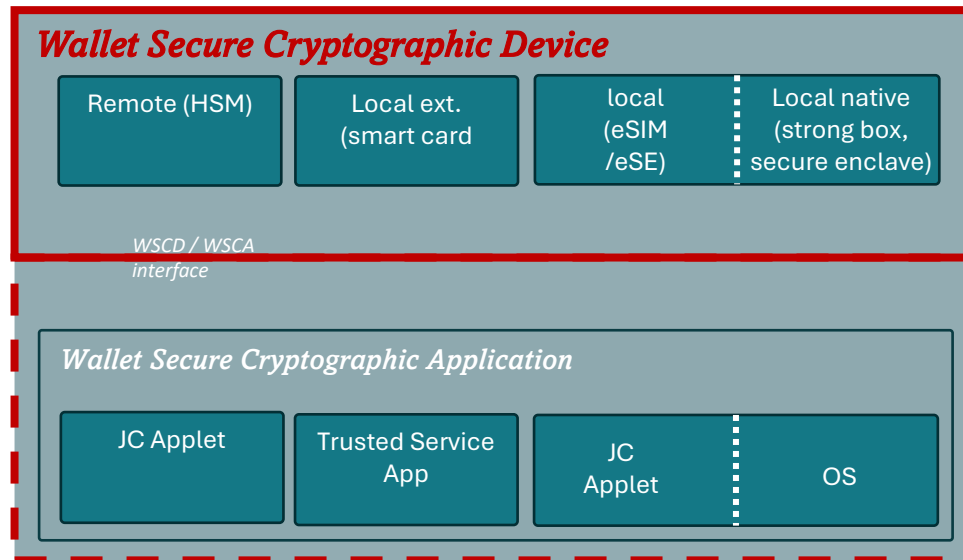 Wallet Secure Cryptographic Device
Remote (HSM)
Local ext.
(smart card
local
(eSIM
/eSE)
Local native
(strong box,
secure enclave)
WSCD / WSCA
interface
Wallet Secure Cryptographic Application
JC Applet
Trusted Service
App
JC
Applet
OS